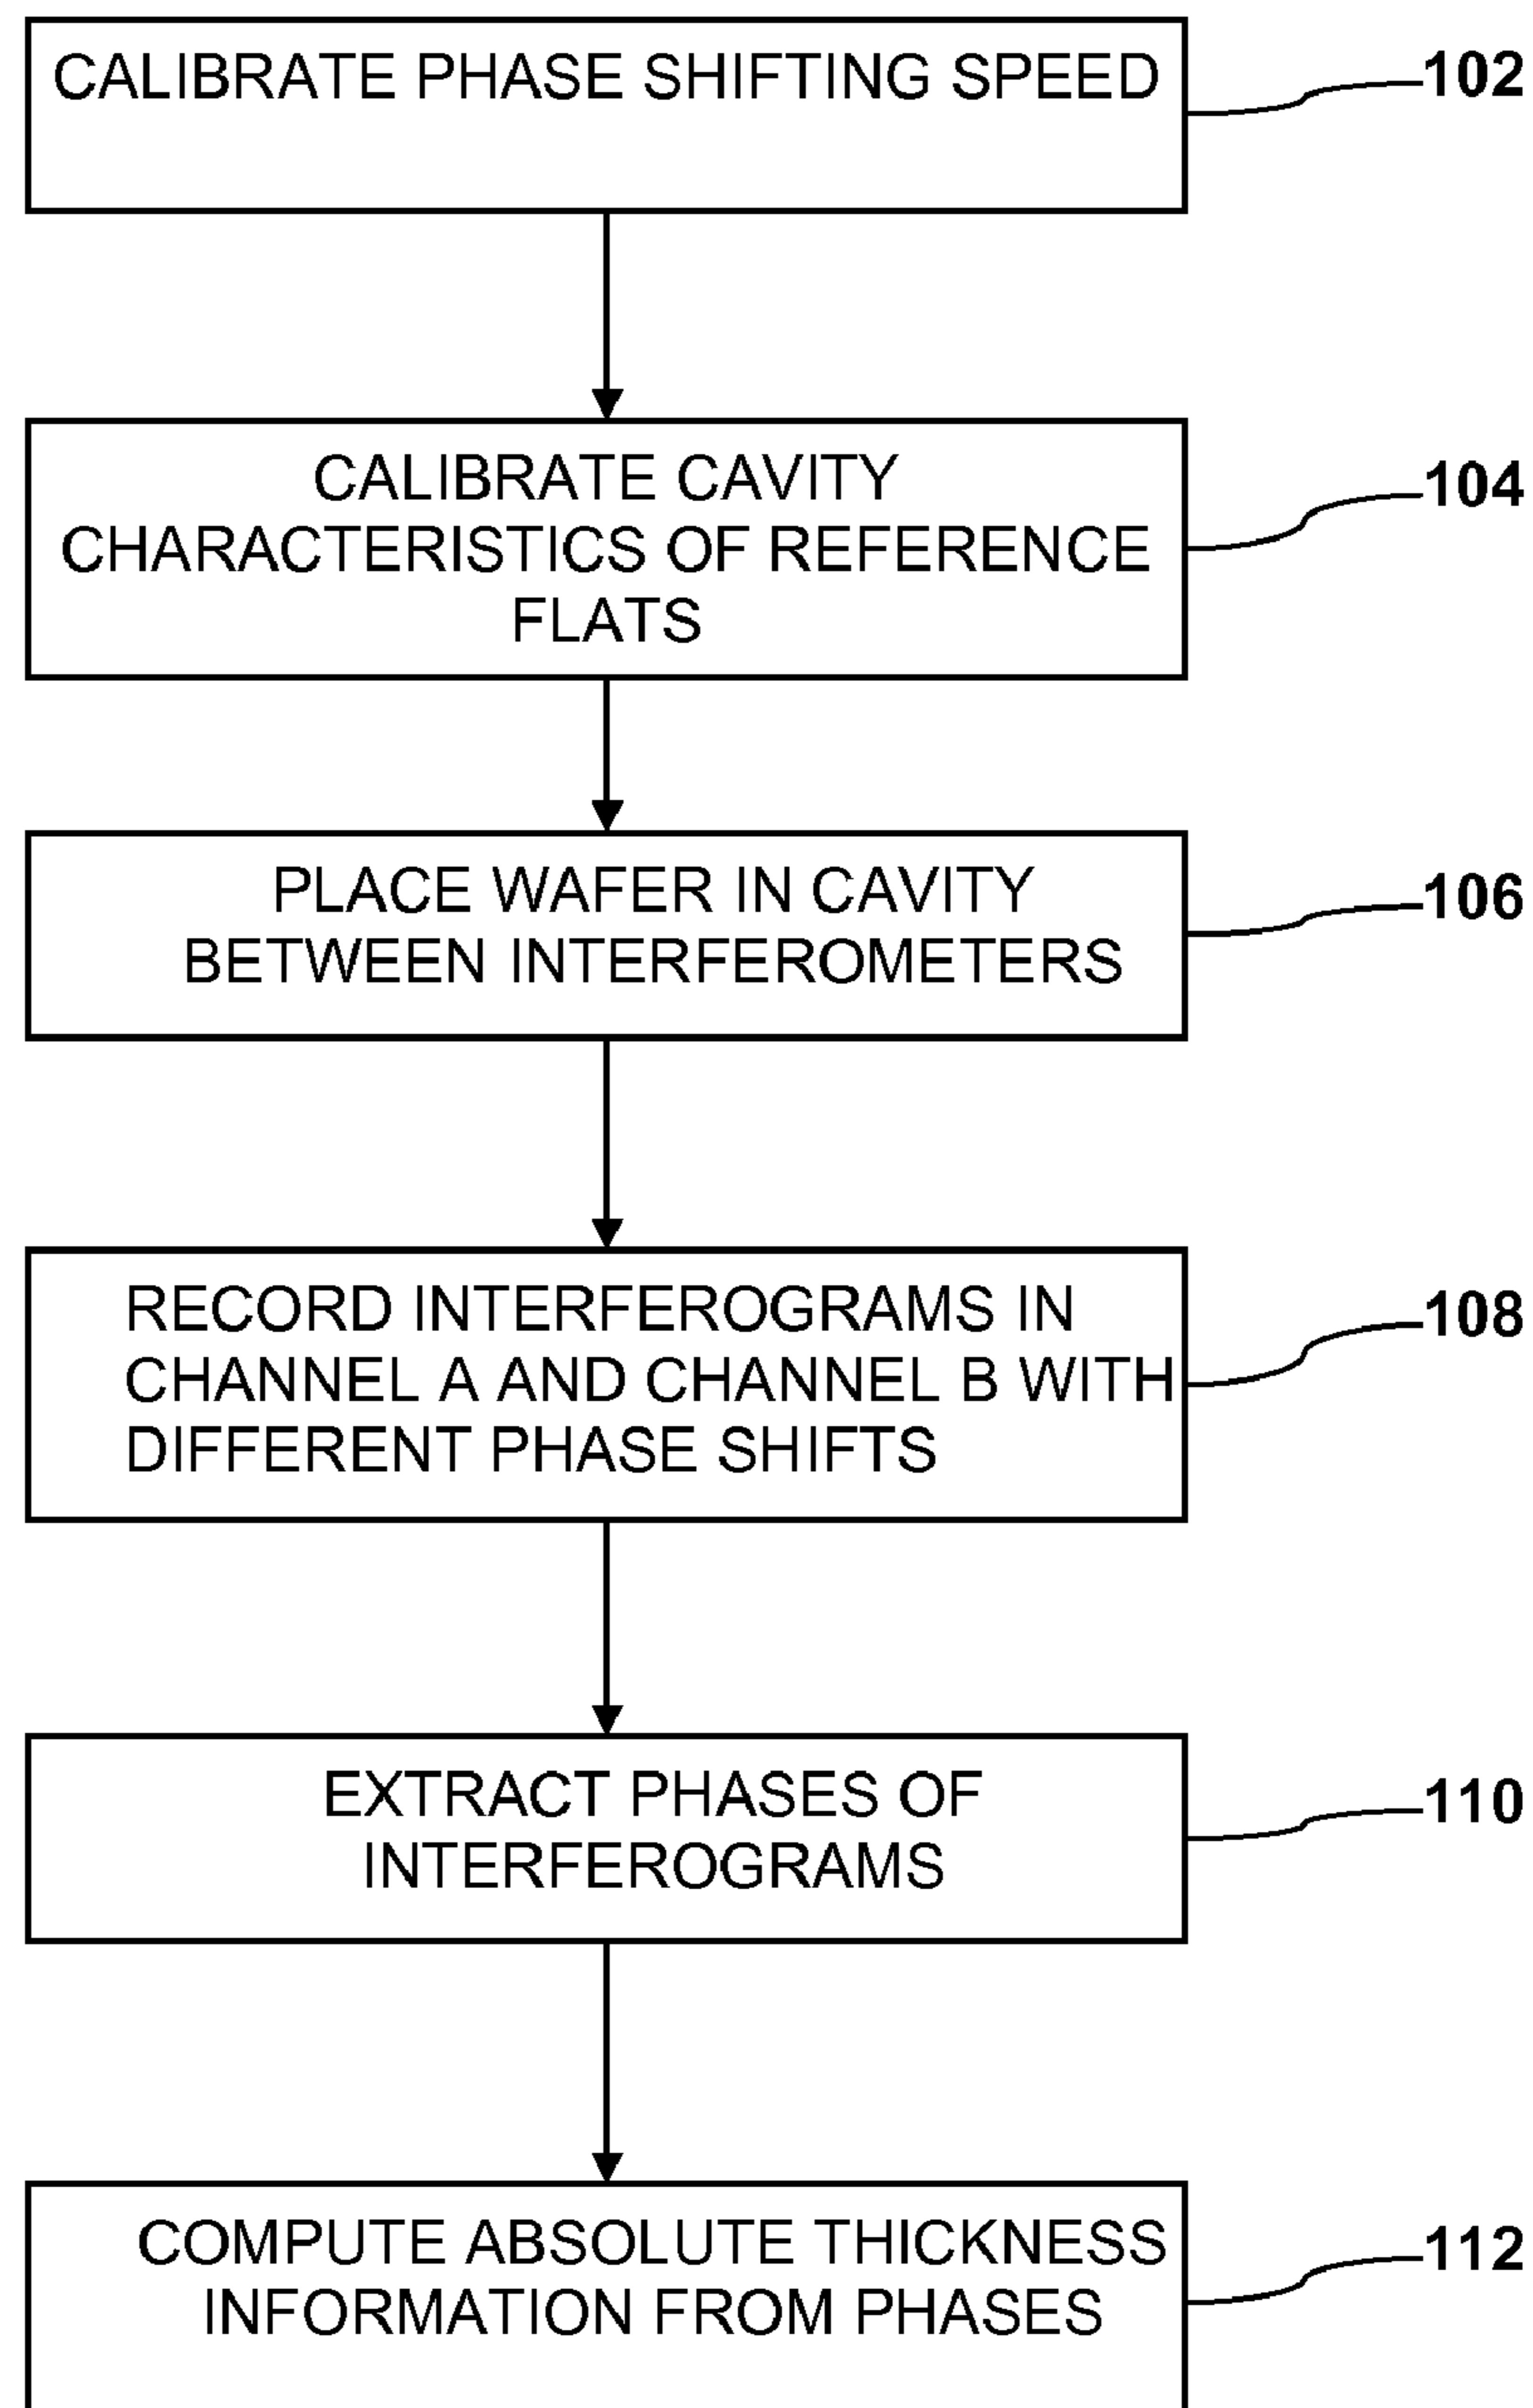 CALIBRATE PHASE SHIFTING SPEED
102
CALIBRATE CAVITY
CHARACTERISTICS OF REFERENCE
FLATS
104
PLACE WAFER IN CAVITY
BETWEEN INTERFEROMETERS
106
RECORD INTERFEROGRAMS IN
CHANNEL A AND CHANNEL B WITH
DIFFERENT PHASE SHIFTS
108
EXTRACT PHASES OF
INTERFEROGRAMS
110
COMPUTE ABSOLUTE THICKNESS
INFORMATION FROM PHASES
112